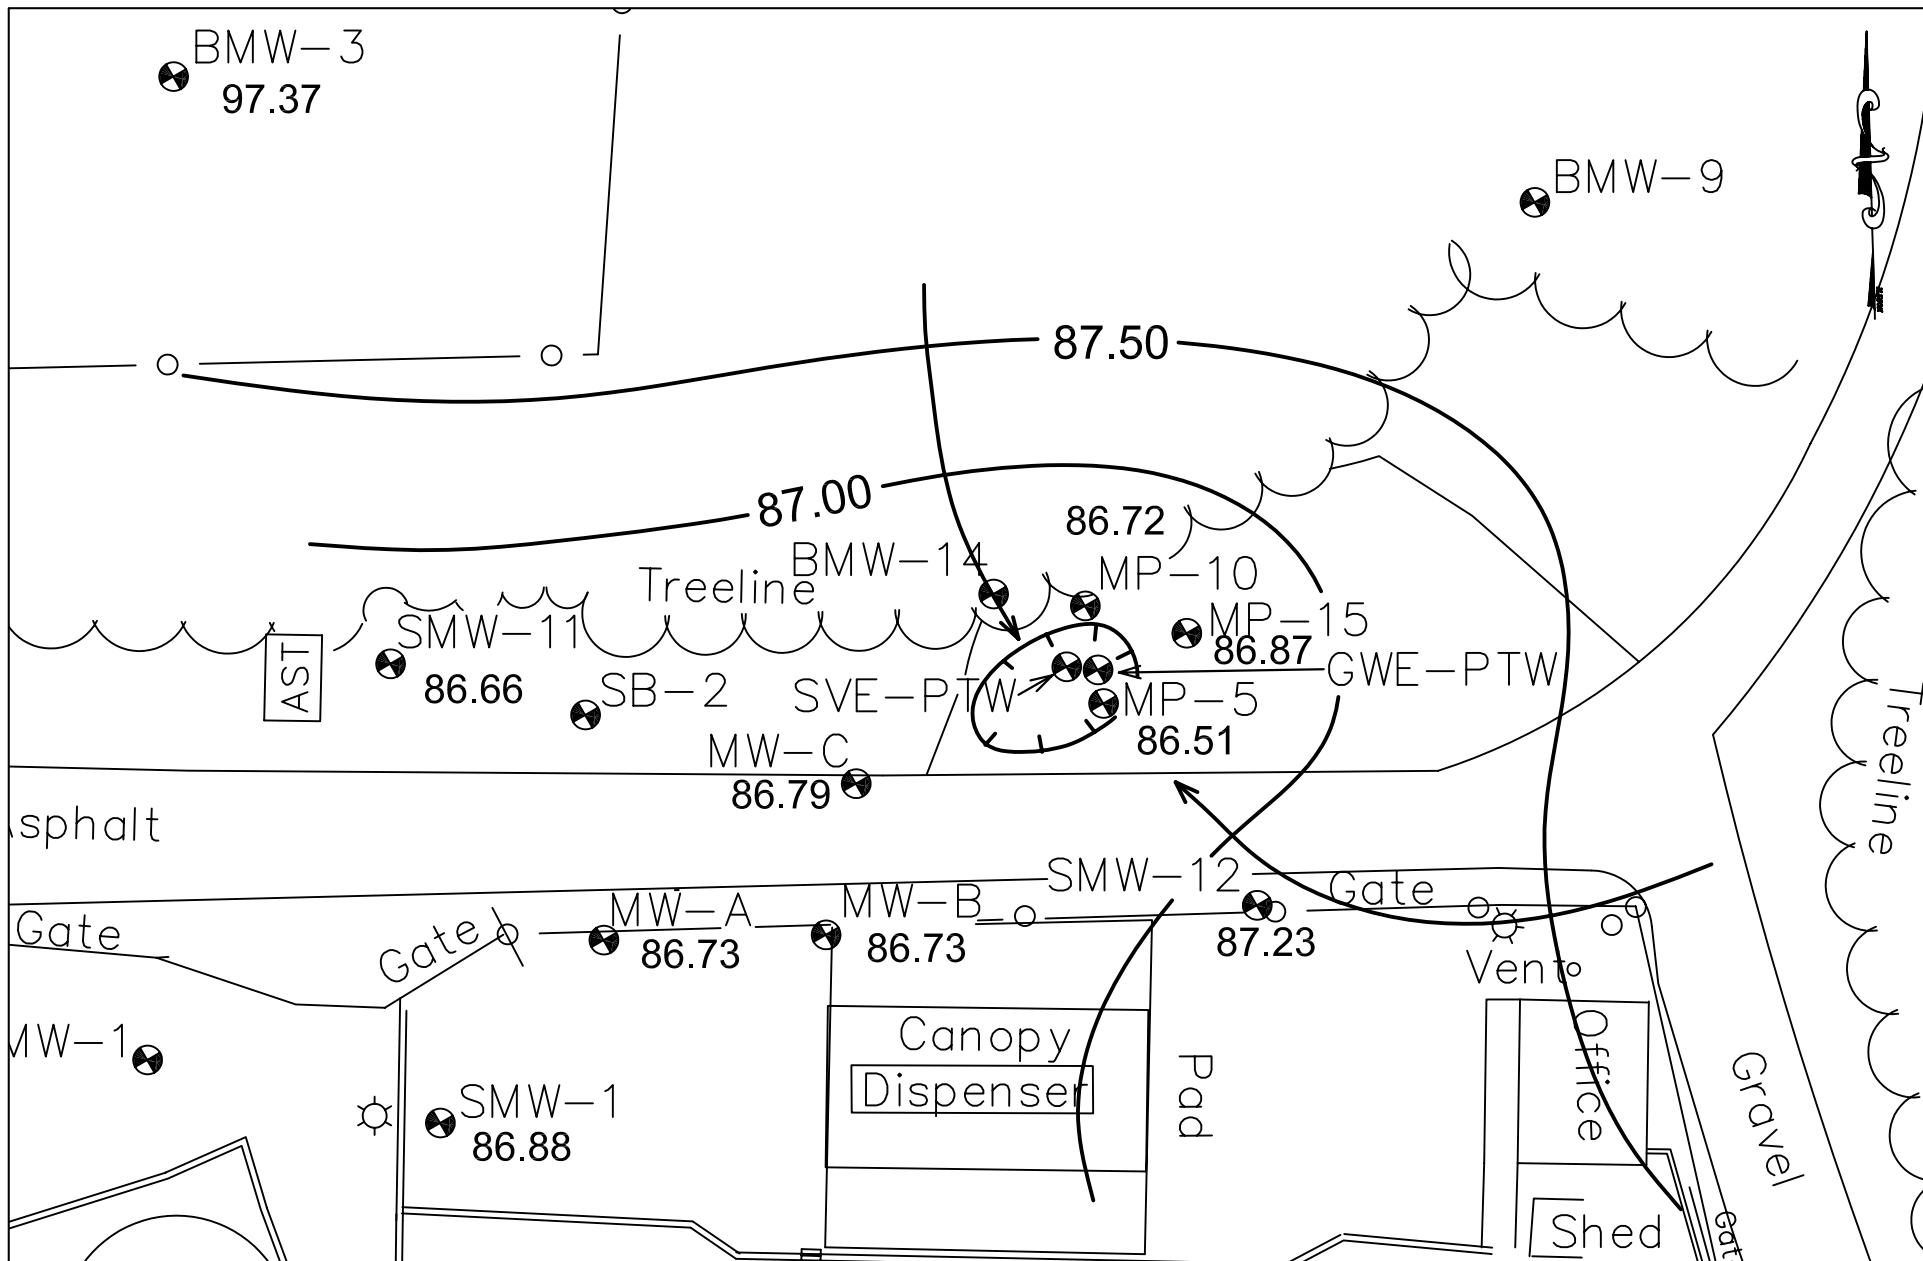 BMW-3
97.37
BMW-9
87.50
87.00
86.72
BMW-14
MP-10
Treeline
SMW-11
MP-15
86.87
AST
86.66
SB-2
SVE-PTW
GWE-PTW
MP-5
86.51
MW-C
86.79
Treeline
Asphalt
SMW-12
Gate
Gate
Gate
MW-A
86.73
MW-B
86.73
87.23
Vent
MW-1
Canopy
Dispenser
Pad
Office
Gravel
SMW-1
86.88
Shed